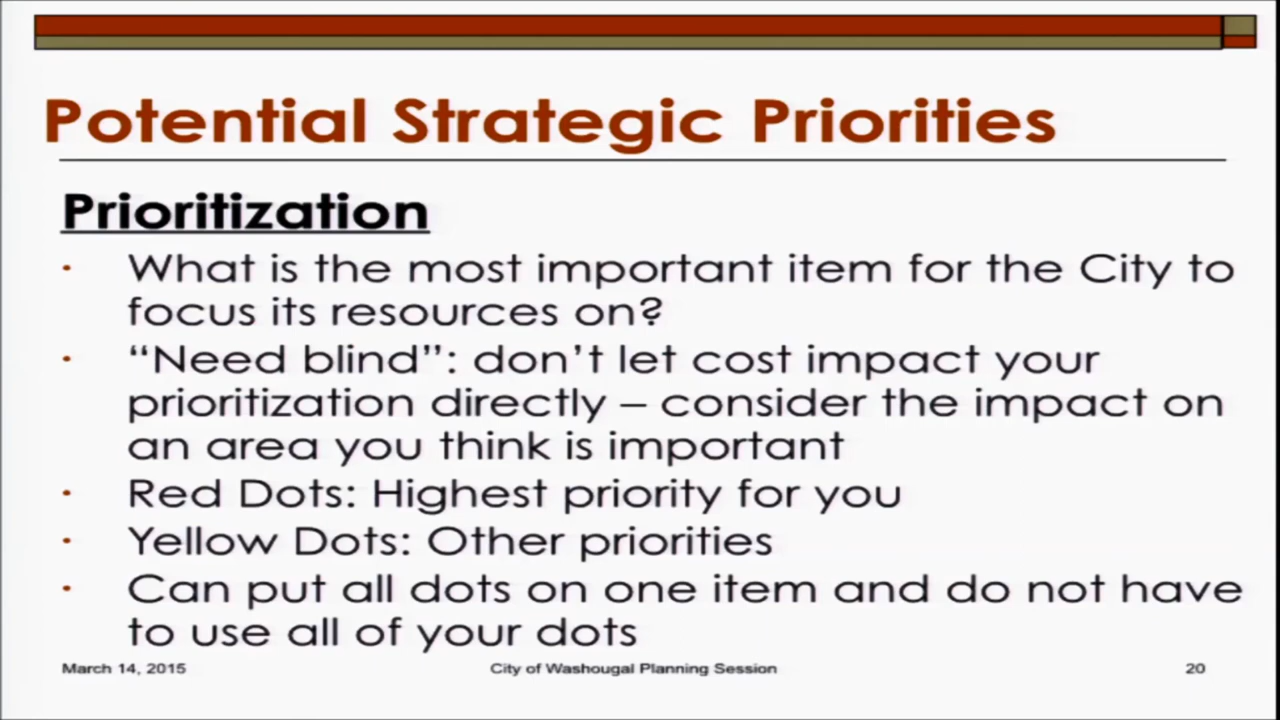 Potential Strategic Priorities
Prioritization
• What is the most important item for the City to
focus its resources on?
• “Need blind”: don’t let cost impact your
prioritization directly – consider the impact on
an area you think is important
• Red Dots: Highest priority for you
• Yellow Dots: Other priorities
• Can put all dots on one item and do not have
to use all of your dots
March 14, 2015 City of Washougal Planning Session 20